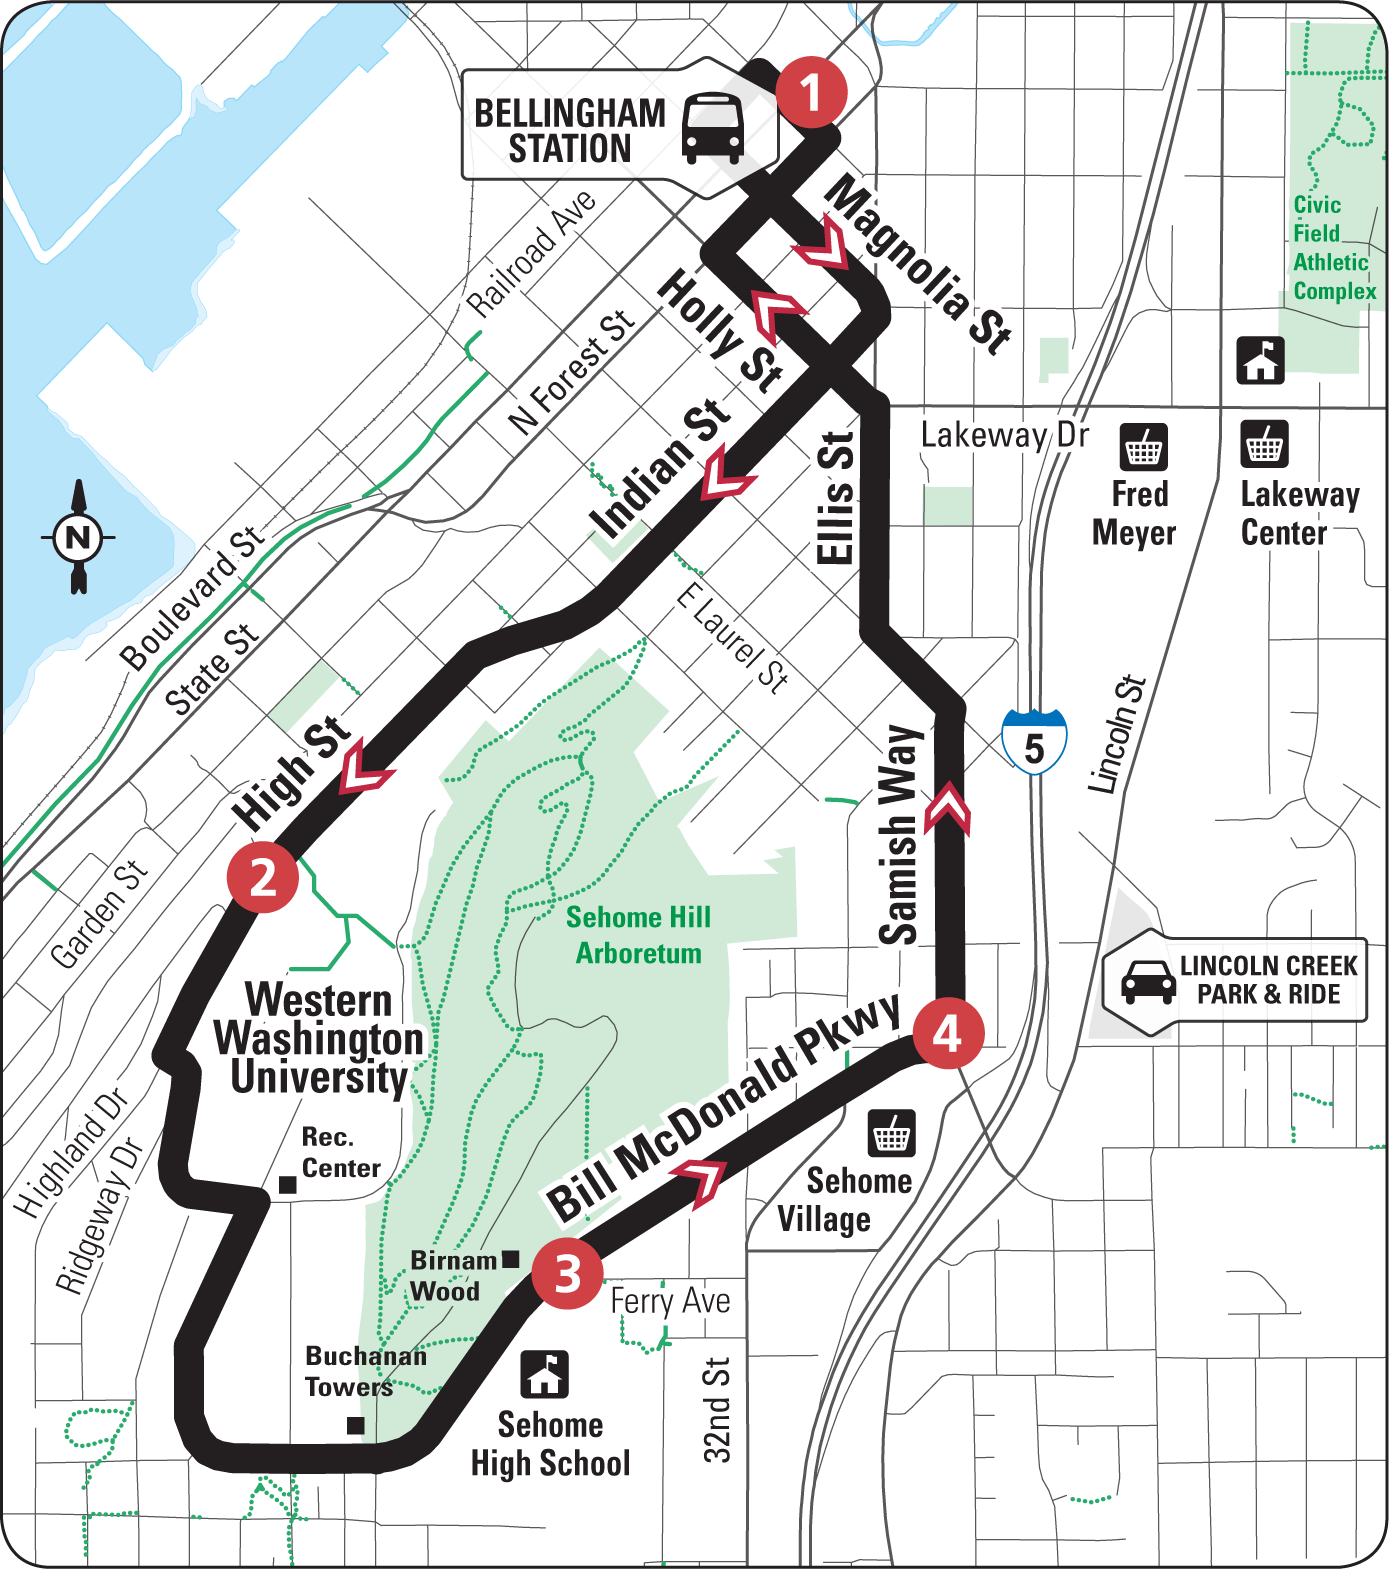 1
BELLINGHAM
STATION
Magnolia St
Railroad Ave
Civic
Field
Athletic
Complex
Holly St
N Forest St
Indian St
Lakeway Dr
Ellis St
Fred
Meyer
Lakeway
Center
N
Boulevard St
State St
E Laurel St
High St
Lincoln St
5
Samish Way
2
Garden St
Sehome Hill
Arboretum
LINCOLN CREEK
PARK & RIDE
Western
Washington
University
4
Bill McDonald Pkwy
Highland Dr
Ridgeway Dr
Rec.
Center
Sehome
Village
Birnam
Wood
3
Ferry Ave
Buchanan
Towers
32nd St
Sehome
High School